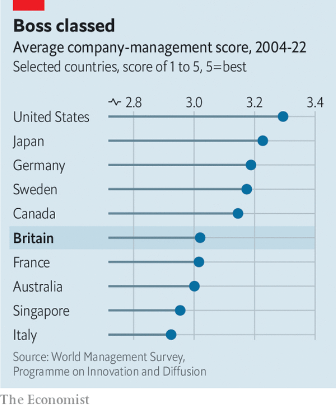 Boss classed
Average company-management score, 2004-22
Selected countries, score of 1 to 5, 5=best
2.8 3.0 3.2 3.4
United States
Japan
Germany
Sweden
Canada
Britain
France
Australia
Singapore
Italy
Source: World Management Survey,
Programme on Innovation and Diffusion
The Economist